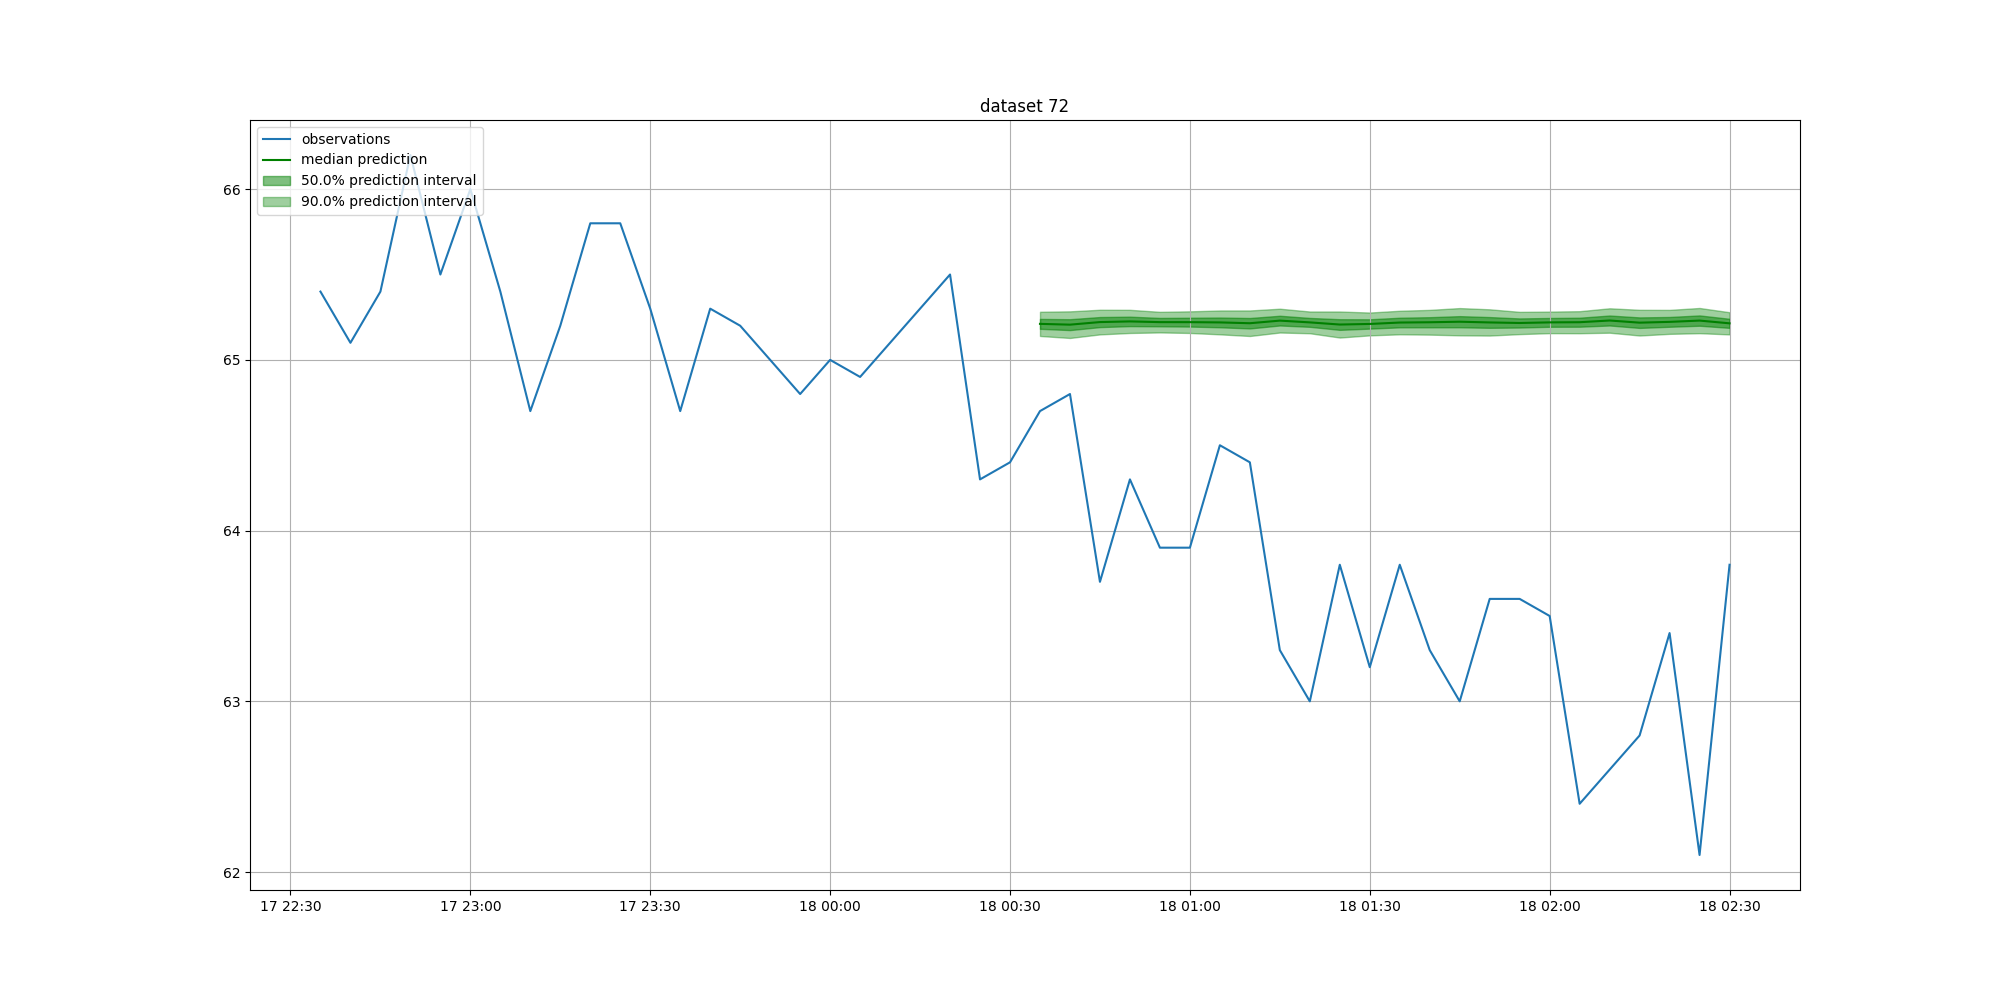 dataset 72
observations
median prediction
50.0% prediction interval
90.0% prediction interval
66
65
64
63
62
17 22:30
17 23:00
17 23:30
18 00:00
18 00:30
18 01:00
18 01:30
18 02:00
18 02:30